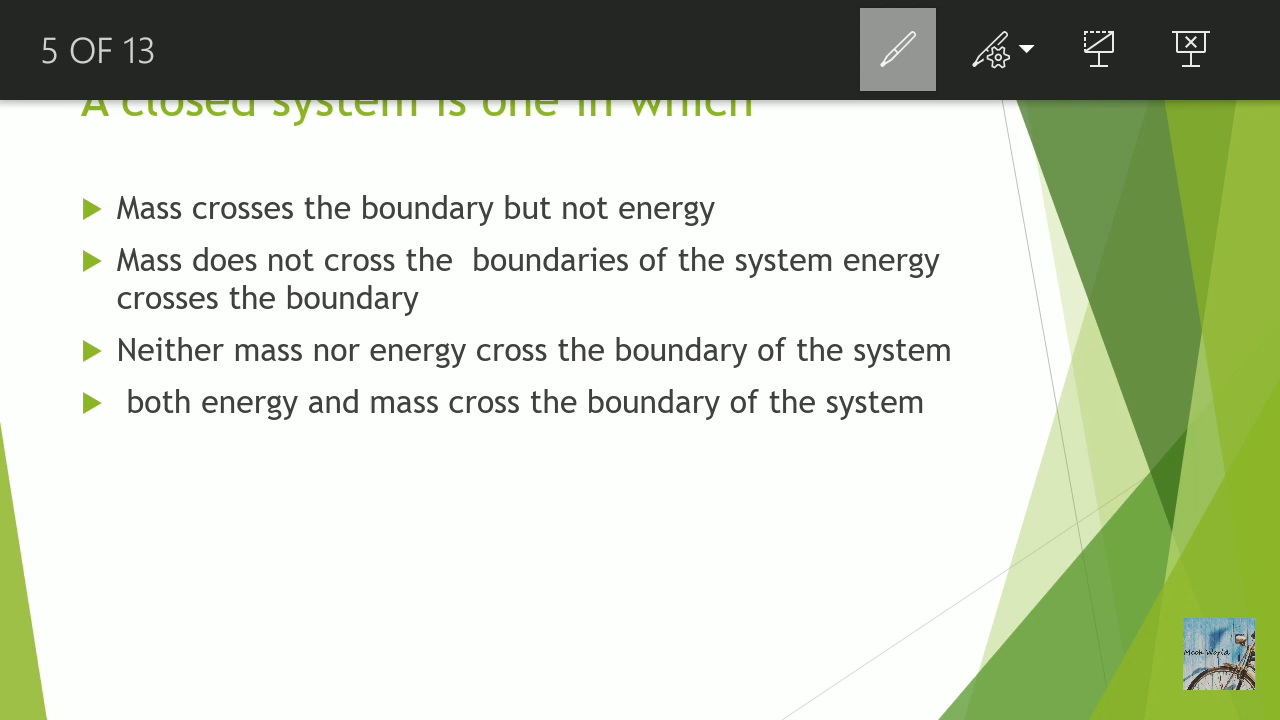 5 OF 13
A closed system is one in which
Mass crosses the boundary but not energy
Mass does not cross the  boundaries of the system energy
crosses the boundary
Neither mass nor energy cross the boundary of the system
both energy and mass cross the boundary of the system
Mech World